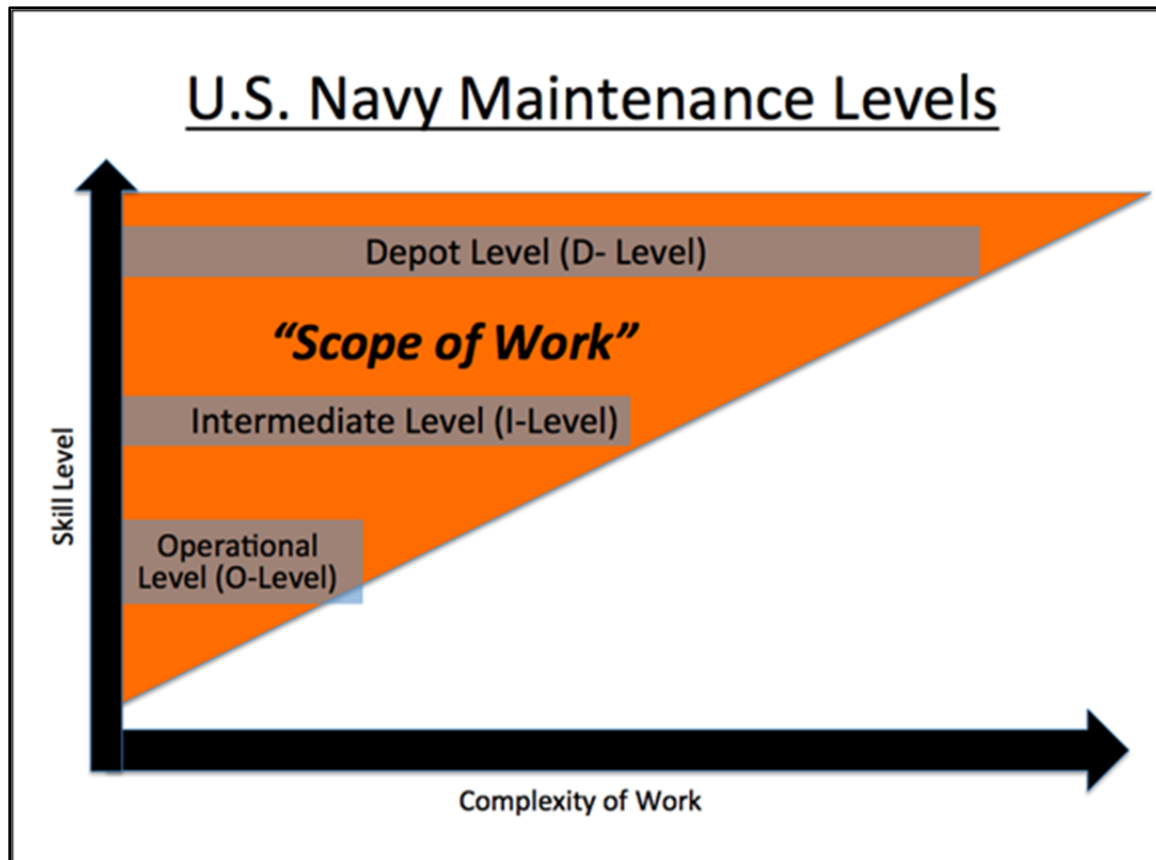 U.S. Navy Maintenance Levels
Depot Level (D- Level)
“Scope of Work”
Intermediate Level (I-Level)
Operational
Level (O-Level)
Skill Level
Complexity of Work